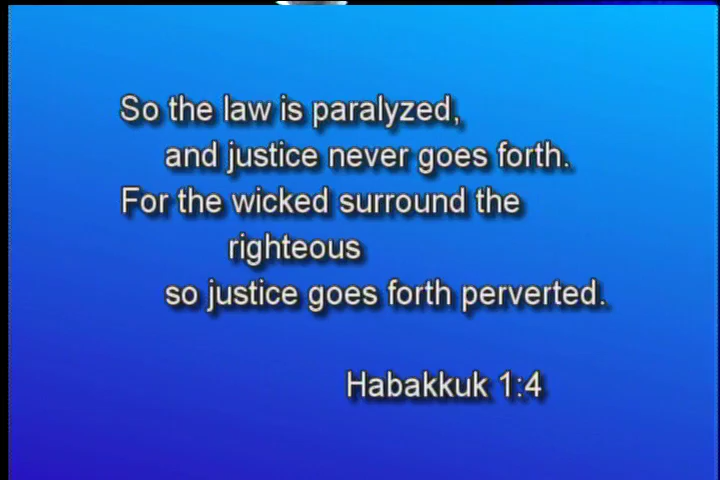 So the law is paralyzed,
and justice never goes forth.
For the wicked surround the
righteous
so justice goes forth perverted.
Habakkuk 1:4